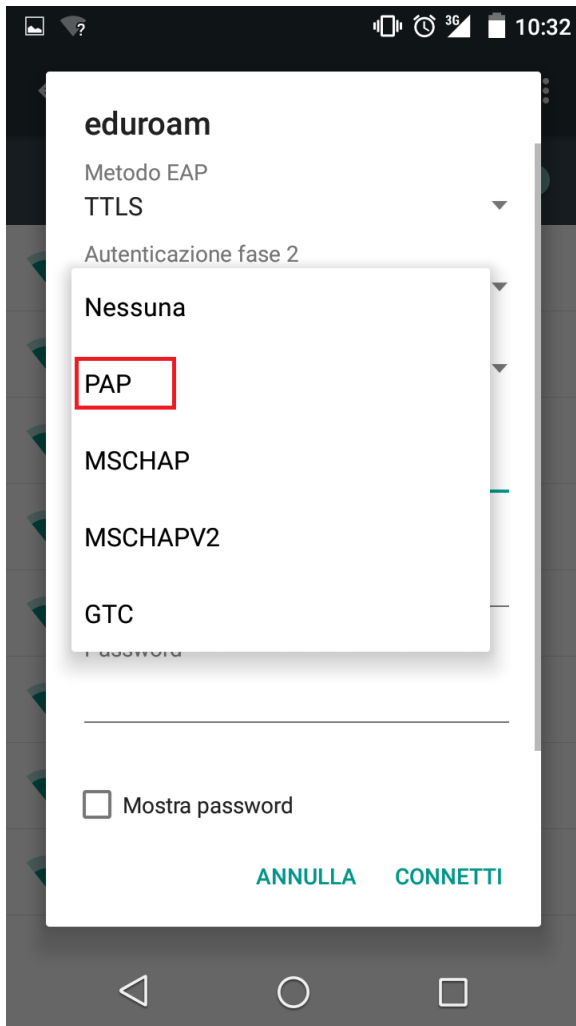 3G
10:32
eduroam
Metodo EAP
TTLS
Autenticazione fase 2
Nessuna
PAP
MSCHAP
MSCHAPV2
GTC
Password
Mostra password
ANNULLA CONNETTI